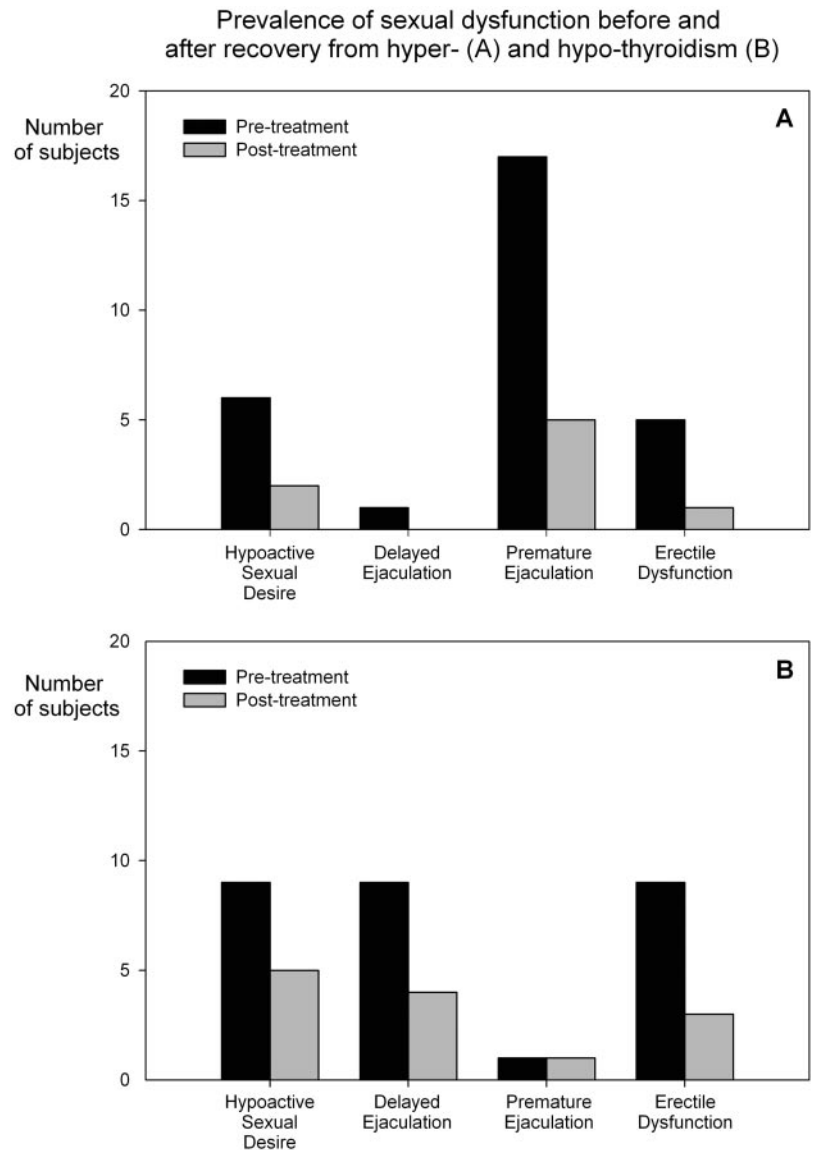 Prevalence of sexual dysfunction before and
after recovery from hyper- (A) and hypo-thyroidism (B)
Number
of subjects
Pre-treatment
Post-treatment
A
20
15
10
5
0
Hypoactive
Sexual
Desire
Delayed
Ejaculation
Premature
Ejaculation
Erectile
Dysfunction
Number
of subjects
Pre-treatment
Post-treatment
B
20
15
10
5
0
Hypoactive
Sexual
Desire
Delayed
Ejaculation
Premature
Ejaculation
Erectile
Dysfunction